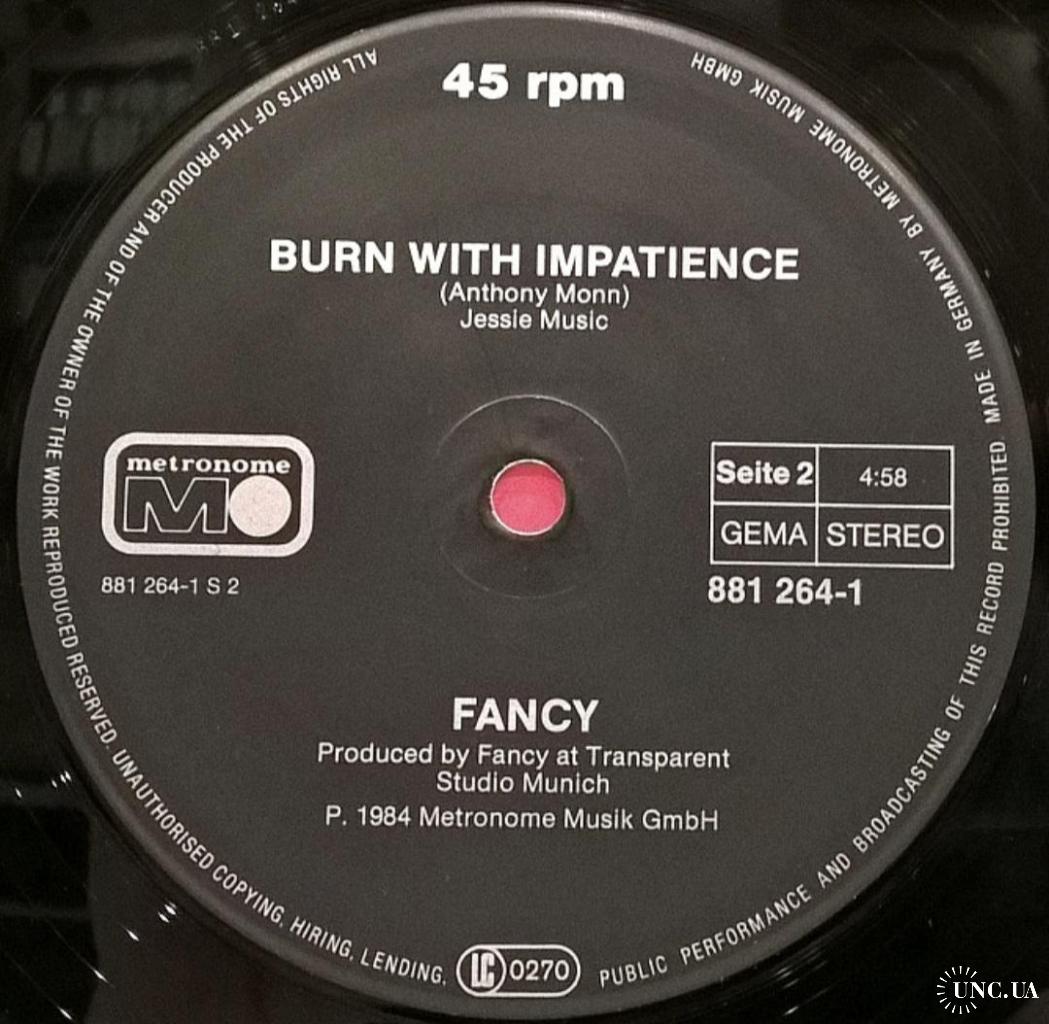 45 rpm
BURN WITH IMPATIENCE
(Anthony Monn)
Jessie Music
metronome
MO
881 264-1 S 2
Seite 2
4:58
GEMA
STEREO
881 264-1
FANCY
Produced by Fancy at Transparent
Studio Munich
P. 1984 Metronome Musik GmbH
ALL RIGHTS OF THE PRODUCER AND OF THE OWNER OF THE WORK REPRODUCED RESERVED. UNAUTHORISED COPYING, HIRING, LENDING, PUBLIC PERFORMANCE AND BROADCASTING OF THIS RECORD PROHIBITED MADE IN GERMANY BY METRONOME MUSIK GMBH
LC 0270
UNC.UA